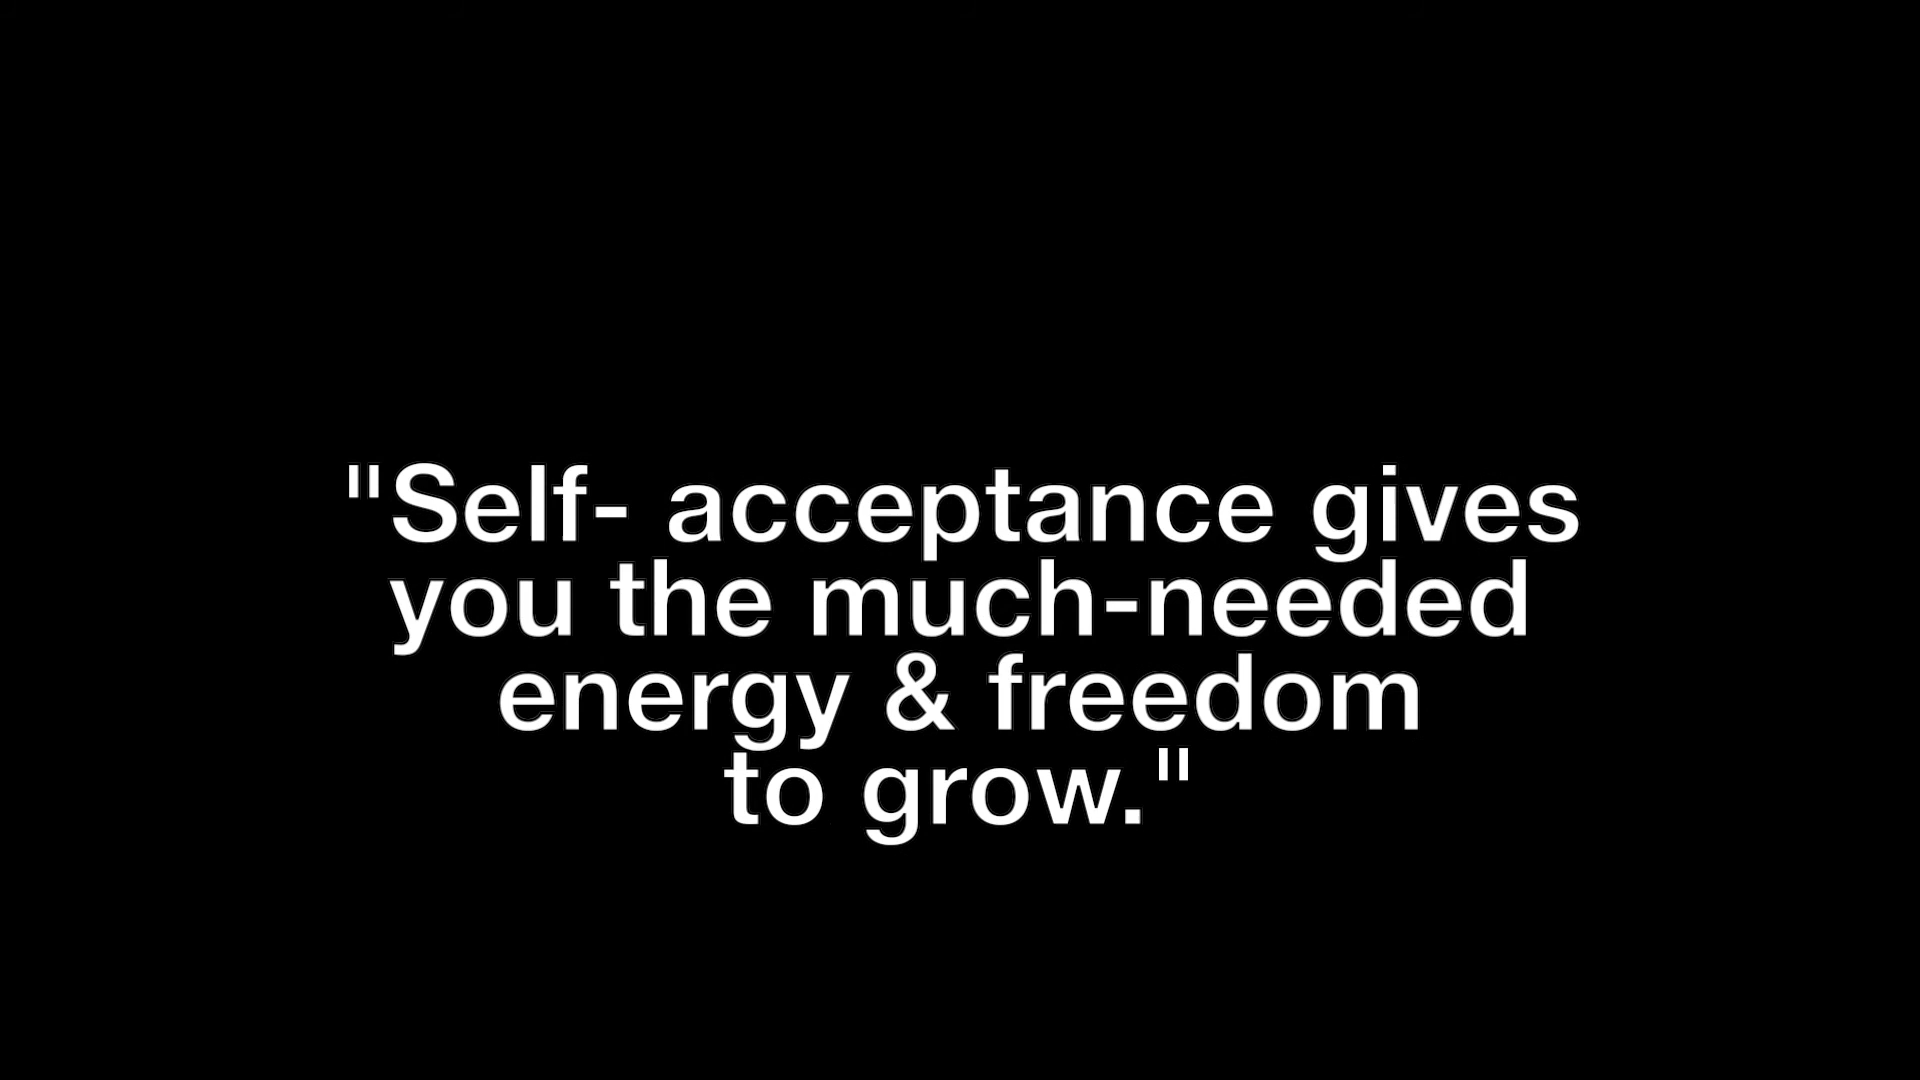 "Self- acceptance gives
you the much-needed
energy & freedom
to grow."